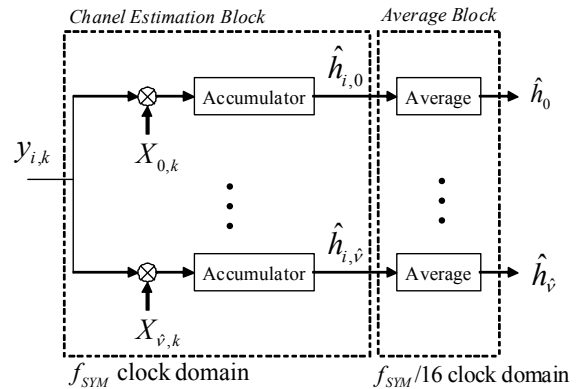 Chanel Estimation Block
Average Block
Accumulator
ĥ_{i,0}
Average
ĥ_0
X_{0,k}
y_{i,k}
Accumulator
ĥ_{i,v̂}
Average
ĥ_{v̂}
X_{v̂,k}
f_{SYM} clock domain
f_{SYM}/16 clock domain